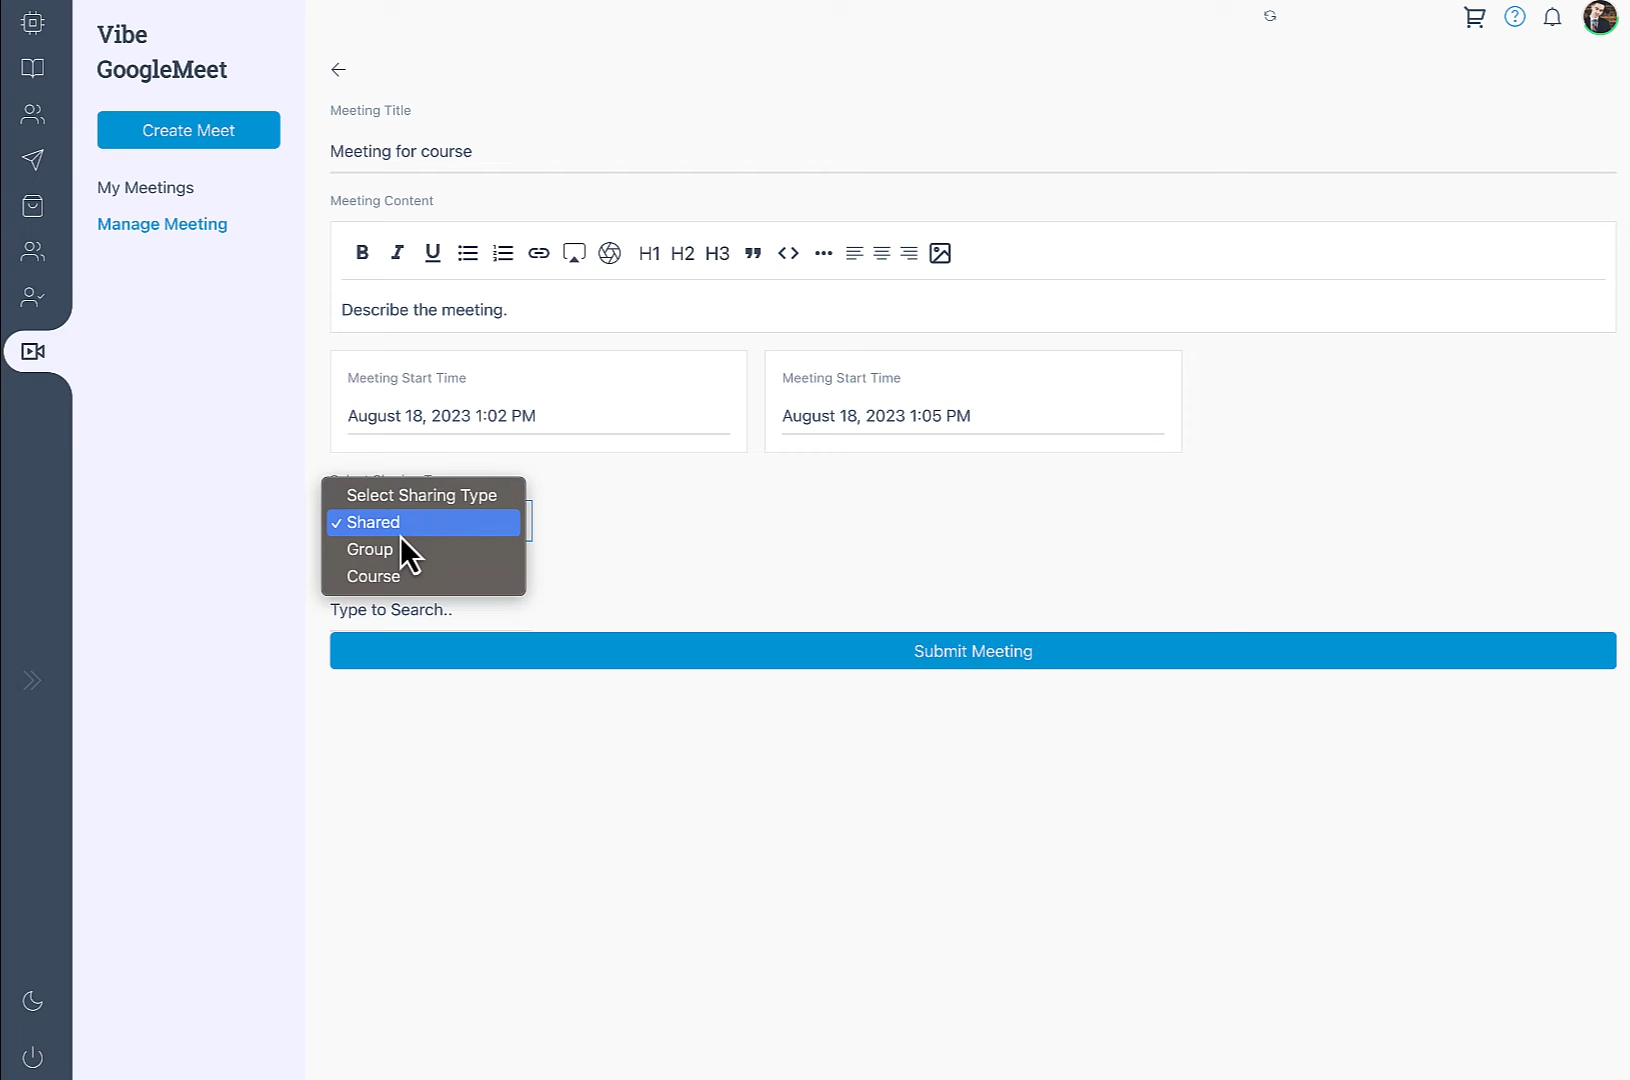 Vibe
GoogleMeet
Create Meet
My Meetings
Manage Meeting
Meeting Title
Meeting for course
Meeting Content
B I U H1 H2 H3
Describe the meeting.
Meeting Start Time
August 18, 2023 1:02 PM
Meeting Start Time
August 18, 2023 1:05 PM
Select Sharing Type
Shared
Group
Course
Type to Search..
Submit Meeting